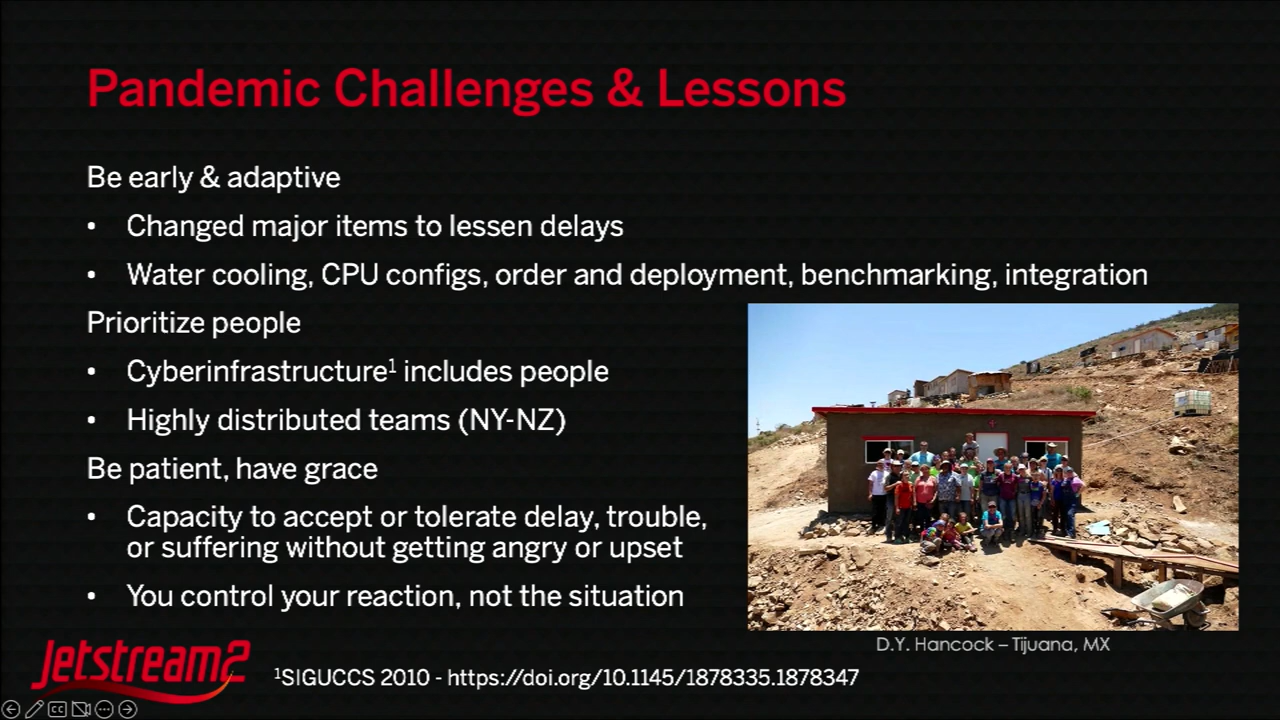 Pandemic Challenges & Lessons
Be early & adaptive
• Changed major items to lessen delays
• Water cooling, CPU configs, order and deployment, benchmarking, integration
Prioritize people
• Cyberinfrastructure¹ includes people
• Highly distributed teams (NY-NZ)
Be patient, have grace
• Capacity to accept or tolerate delay, trouble,
or suffering without getting angry or upset
• You control your reaction, not the situation
D.Y. Hancock – Tijuana, MX
Jetstream2
¹SIGUCCS 2010 - https://doi.org/10.1145/1878335.1878347
CC